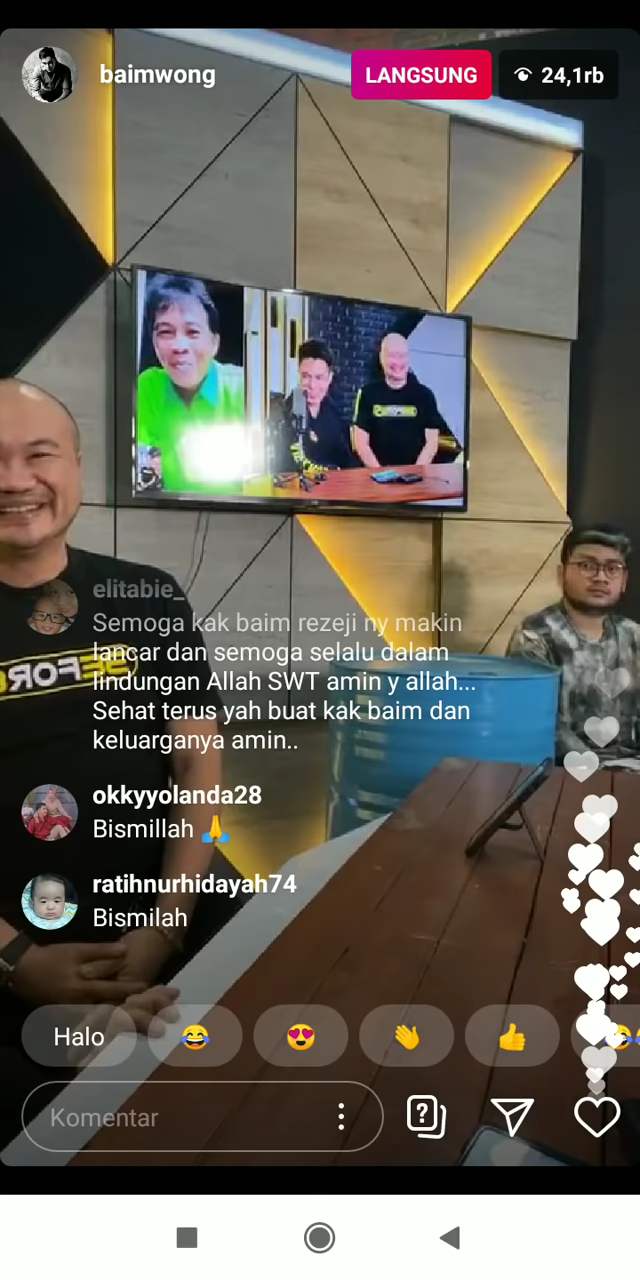 baimwong
LANGSUNG
24,1rb
elitabie_
Semoga kak baim rezeji ny makin
lancar dan semoga selalu dalam
lindungan Allah SWT amin y allah...
Sehat terus yah buat kak baim dan
keluarganya amin..
okkyyolanda28
Bismillah 🙏
ratihnurhidayah74
Bismilah
Halo 😂 😍 👋 👍 😂
Komentar